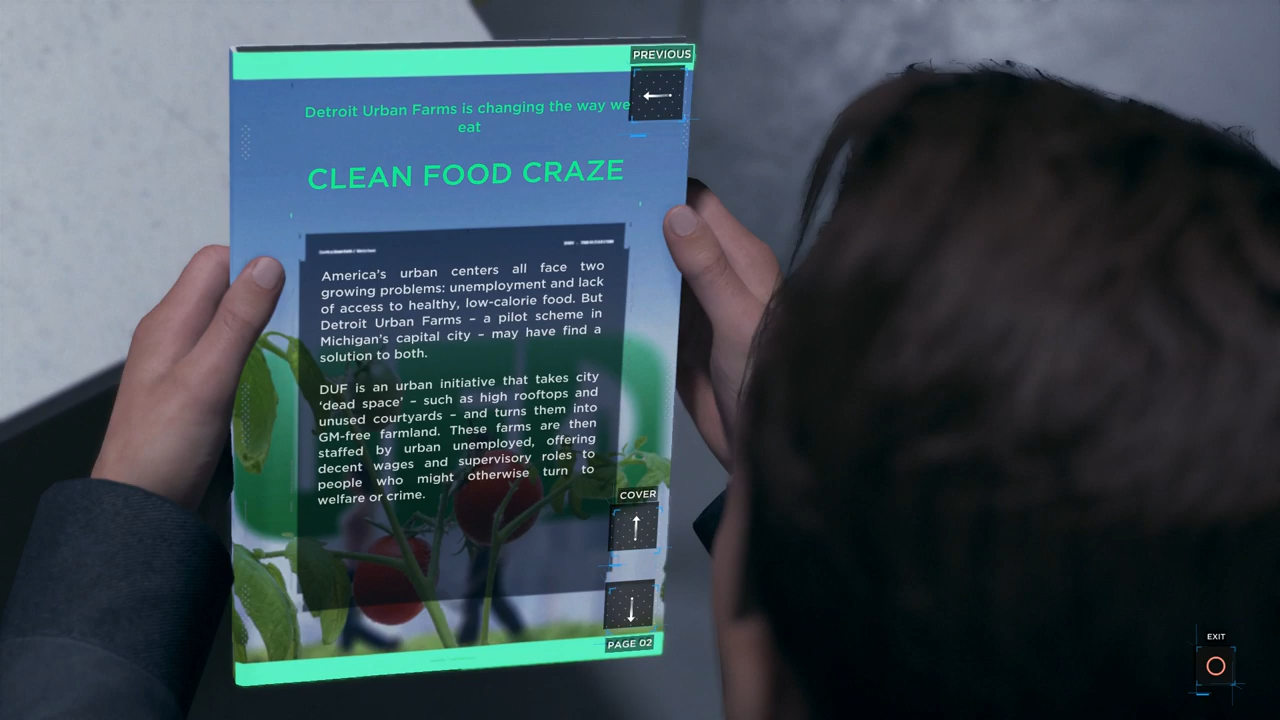 PREVIOUS
Detroit Urban Farms is changing the way we
eat
CLEAN FOOD CRAZE
America's urban centers all face two
growing problems: unemployment and lack
of access to healthy, low-calorie food. But
Detroit Urban Farms – a pilot scheme in
Michigan's capital city – may have find a
solution to both.
DUF is an urban initiative that takes city
'dead space' – such as high rooftops and
unused courtyards – and turns them into
GM-free farmland. These farms are then
staffed by urban unemployed, offering
decent wages and supervisory roles to
people who might otherwise turn to
welfare or crime.
COVER
PAGE 02
EXIT